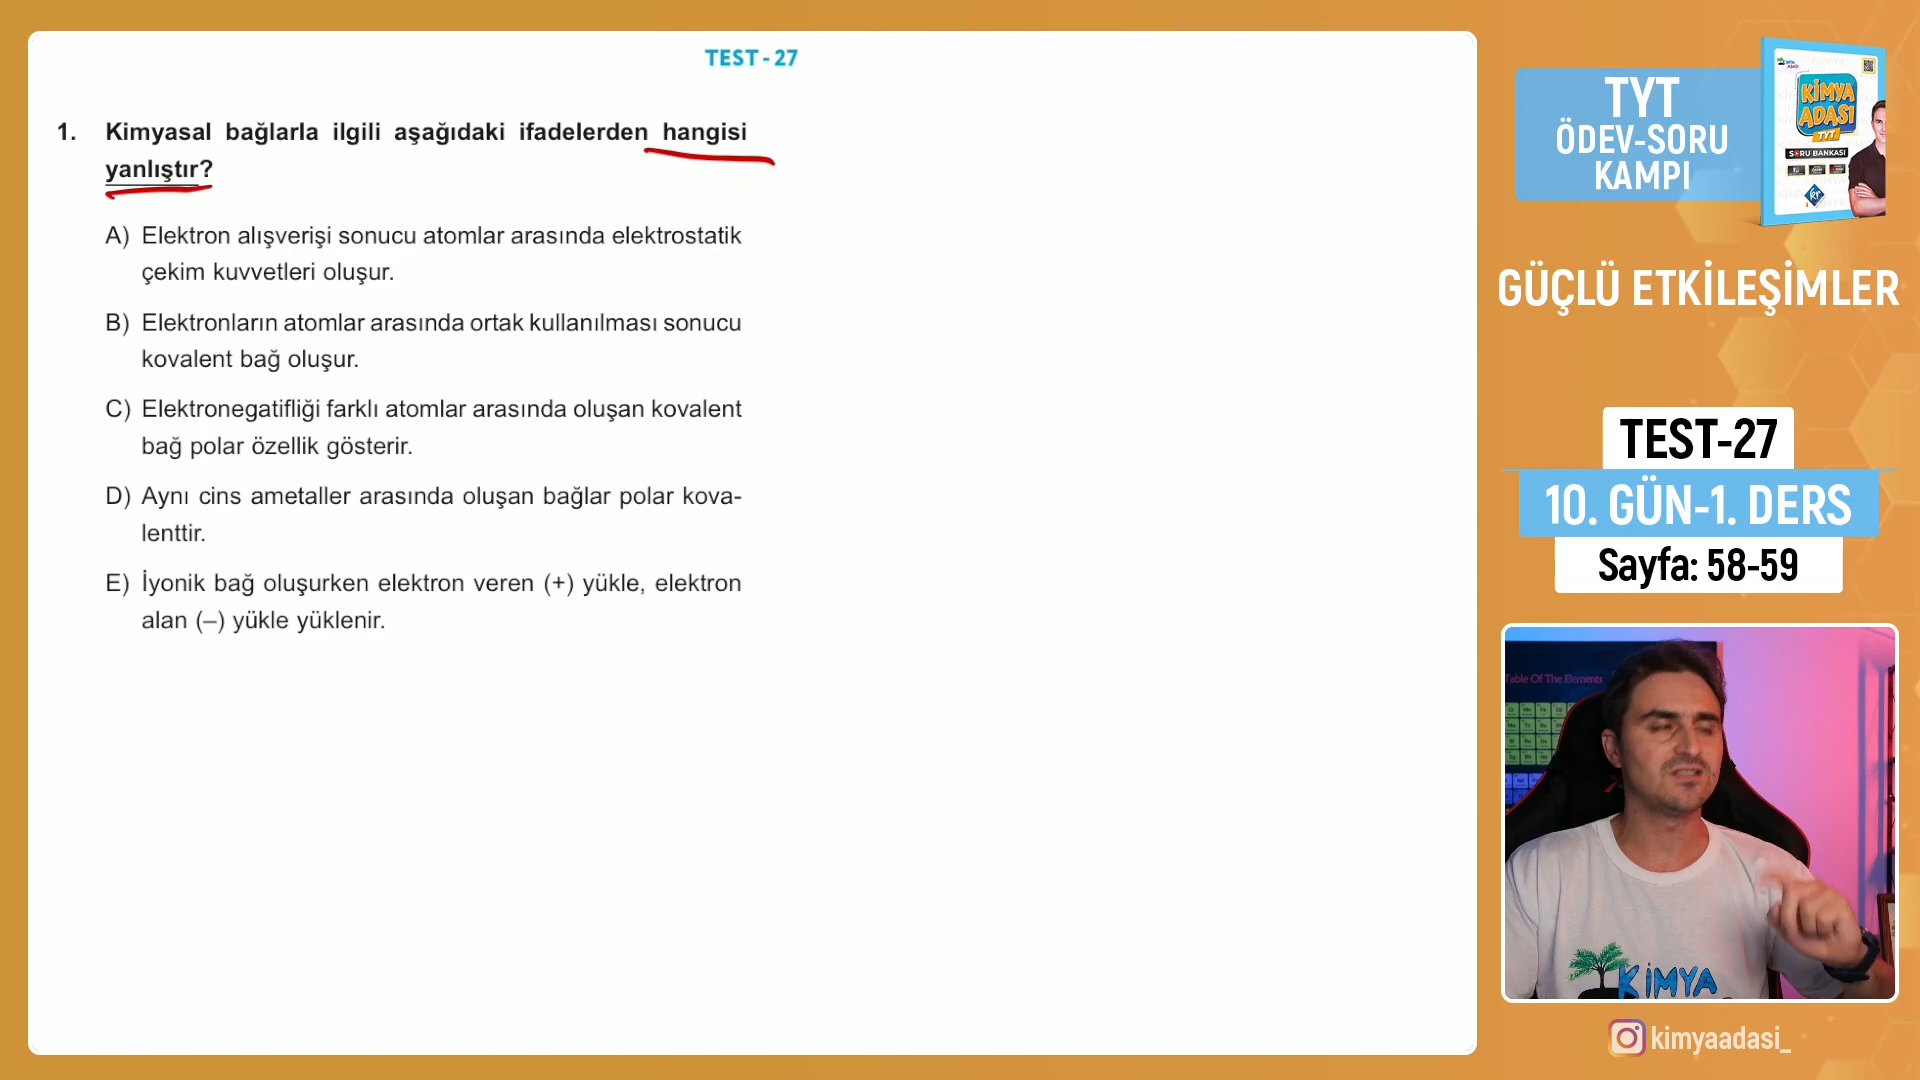 TEST - 27
1. Kimyasal bağlarla ilgili aşağıdaki ifadelerden hangisi
yanlıştır?
A) Elektron alışverişi sonucu atomlar arasında elektrostatik
çekim kuvvetleri oluşur.
B) Elektronların atomlar arasında ortak kullanılması sonucu
kovalent bağ oluşur.
C) Elektronegatifliği farklı atomlar arasında oluşan kovalent
bağ polar özellik gösterir.
D) Aynı cins ametaller arasında oluşan bağlar polar kova-
lenttir.
E) İyonik bağ oluşurken elektron veren (+) yükle, elektron
alan (–) yükle yüklenir.
TYT
ÖDEV-SORU
KAMPI
KİMYA
ADASI
TYT
SORU BANKASI
GÜÇLÜ ETKİLEŞİMLER
TEST-27
10. GÜN-1. DERS
Sayfa: 58-59
Table Of The Elements
KİMYA
kimyaadasi_